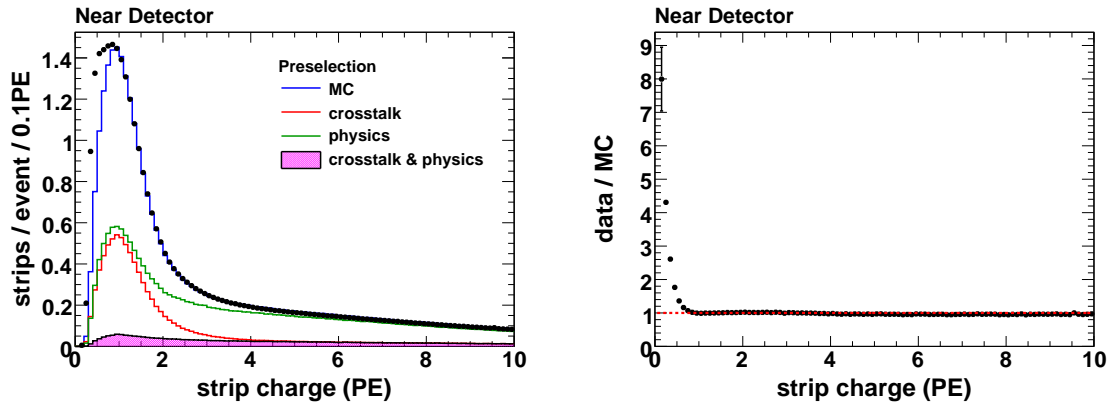 Near Detector
strips / event / 0.1PE
1.4
1.2
1
0.8
0.6
0.4
0.2
0
Preselection
MC
crosstalk
physics
crosstalk & physics
0 2 4 6 8 10
strip charge (PE)
Near Detector
data / MC
9
8
7
6
5
4
3
2
1
0
0 2 4 6 8 10
strip charge (PE)